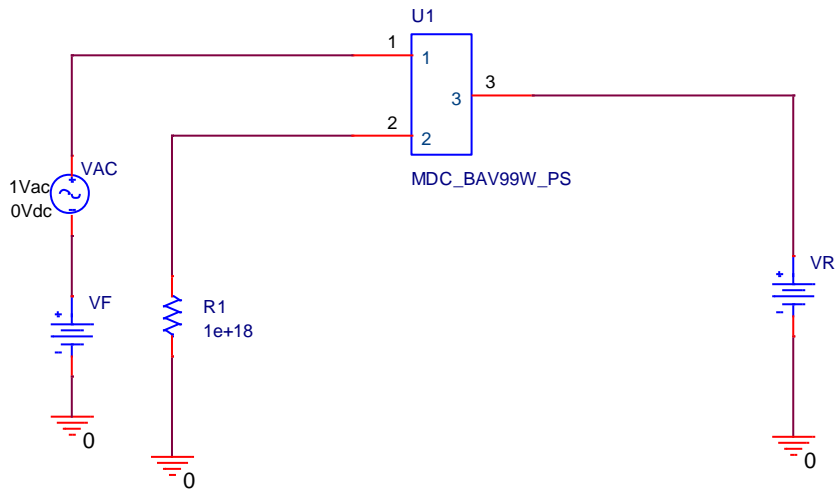 U1
1
1
3
3
2
2
MDC_BAV99W_PS
VAC
1Vac
0Vdc
+
-
VF
+
-
0
R1
1e+18
0
VR
+
-
0